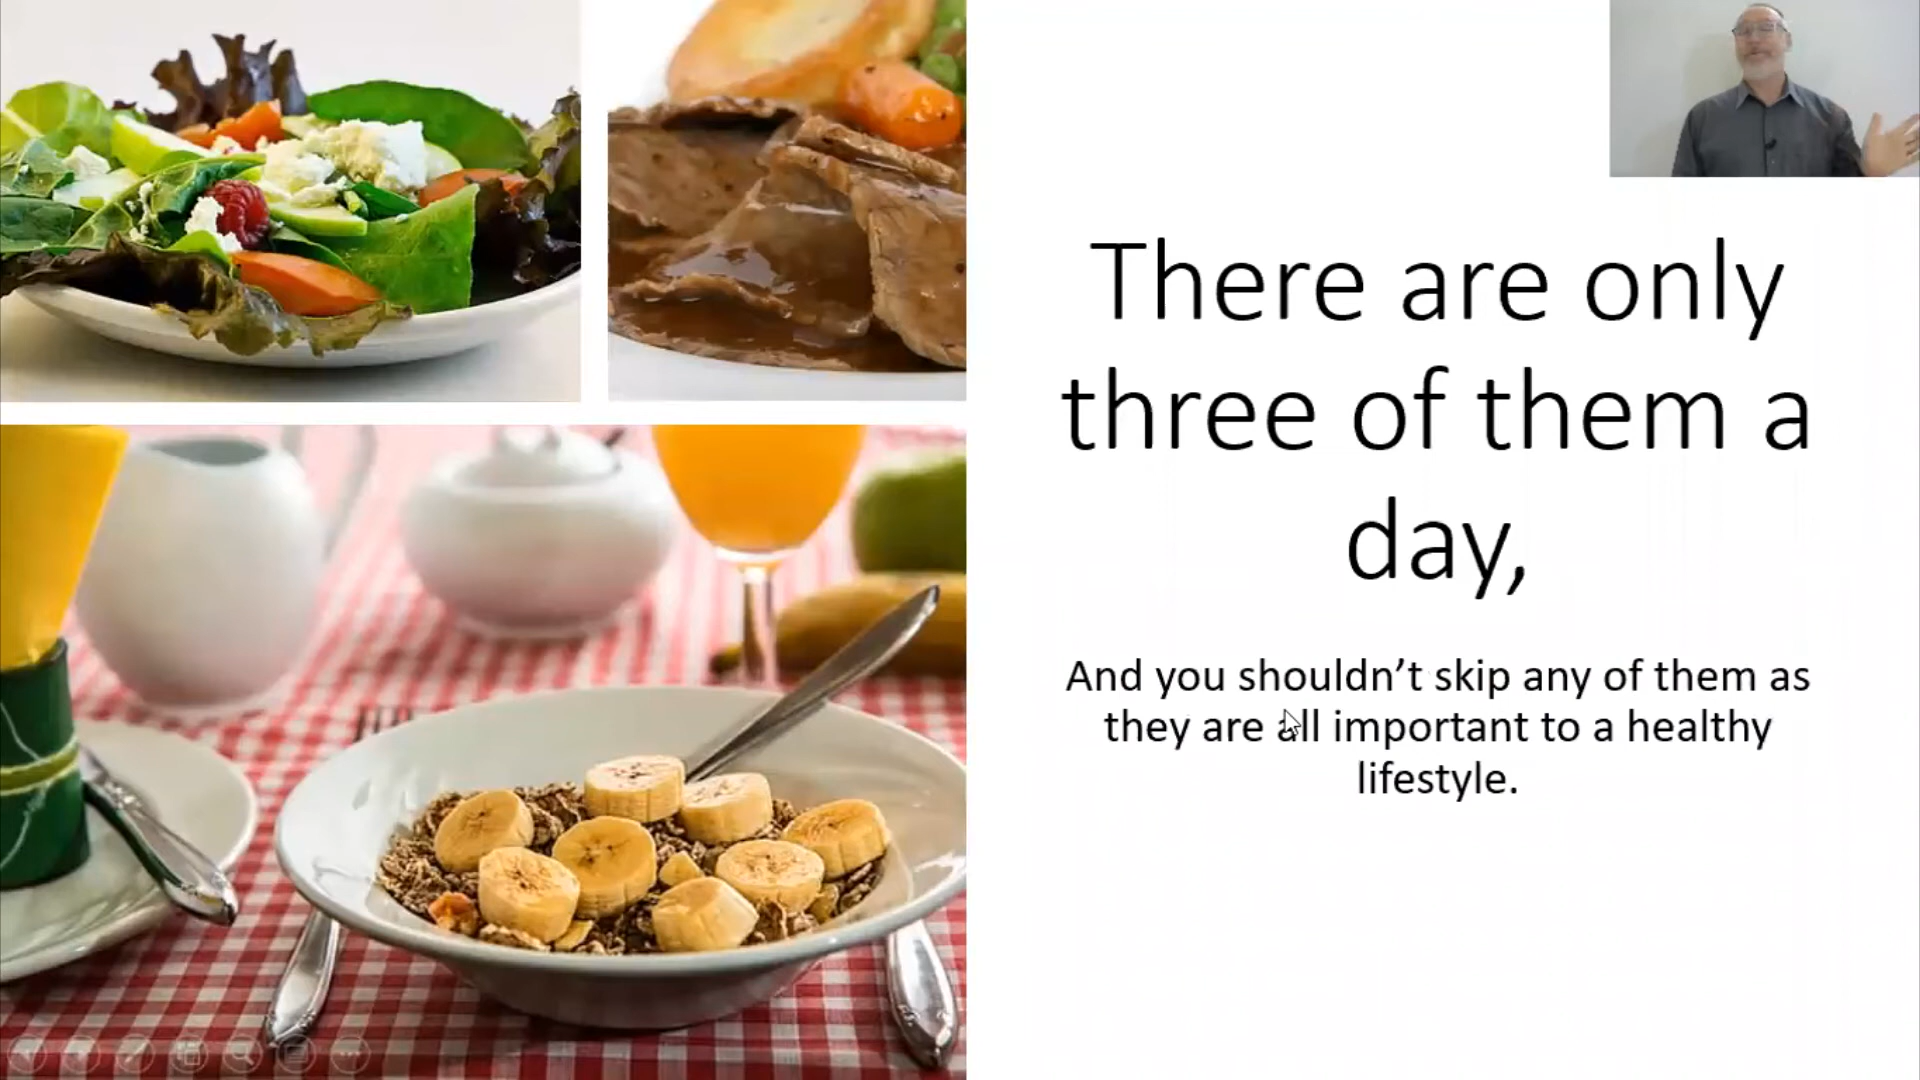 There are only
three of them a
day,
And you shouldn’t skip any of them as
they are all important to a healthy
lifestyle.